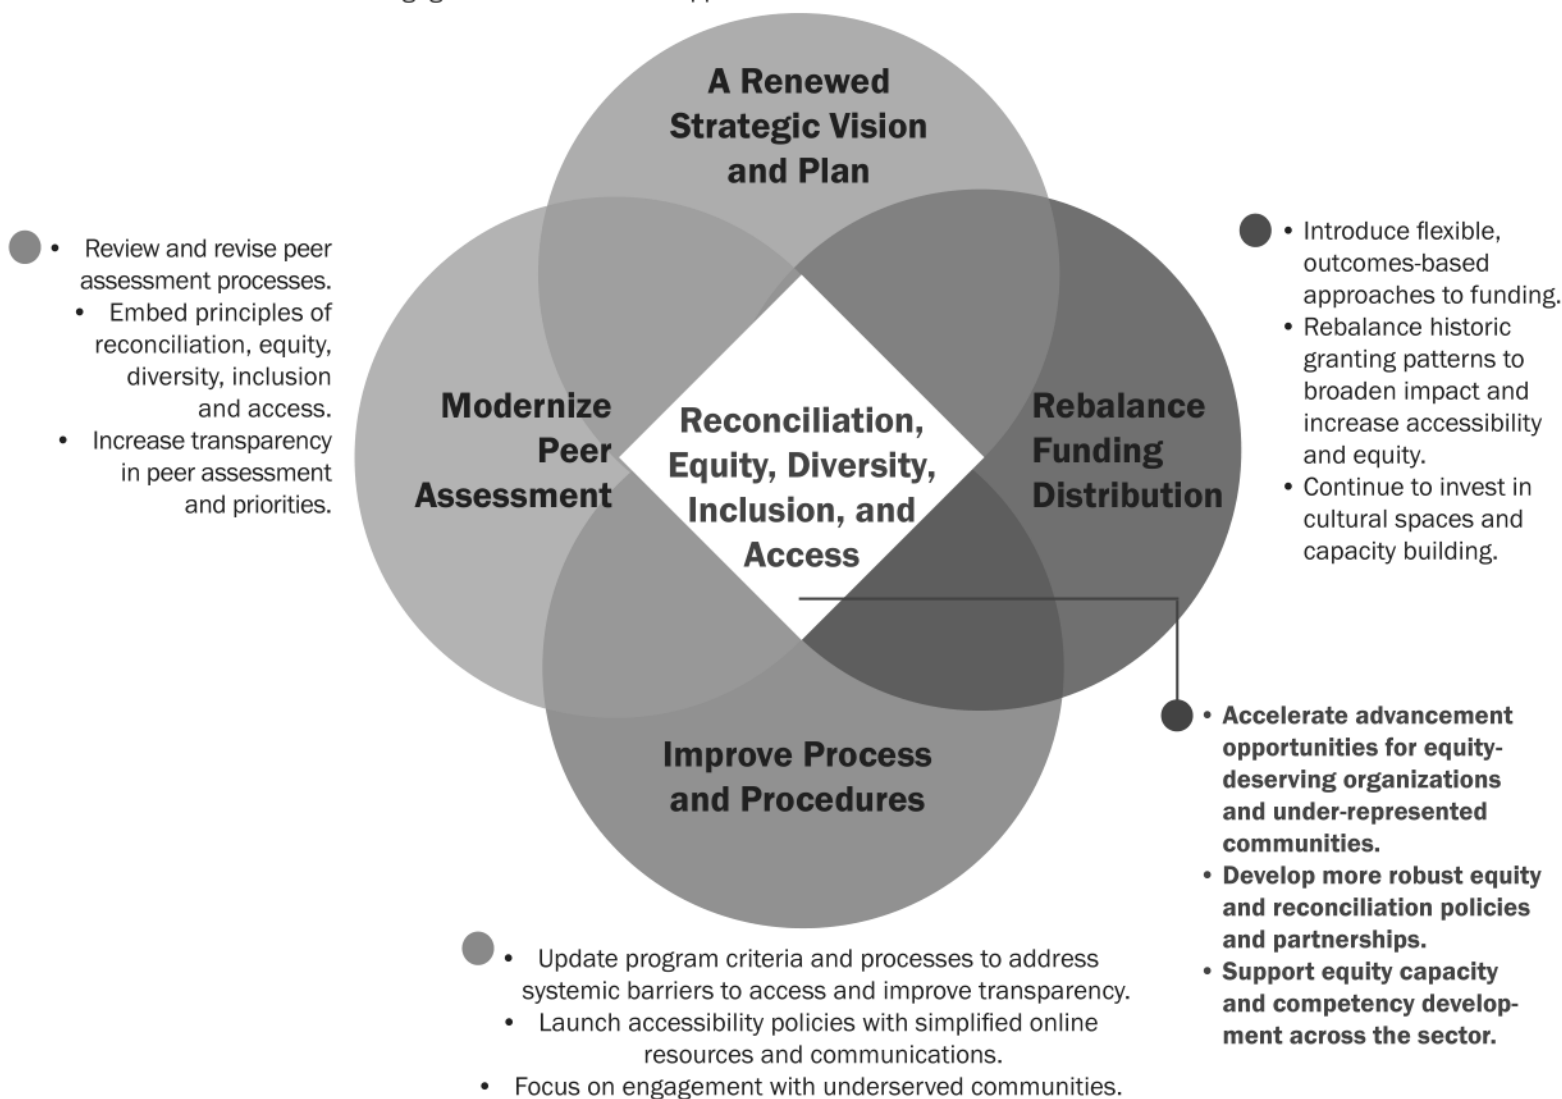 A Renewed
Strategic Vision
and Plan
• Review and revise peer
assessment processes.
• Embed principles of
reconciliation, equity,
diversity, inclusion
and access.
• Increase transparency
in peer assessment
and priorities.
Modernize
Peer
Assessment
Reconciliation,
Equity, Diversity,
Inclusion, and
Access
Rebalance
Funding
Distribution
• Introduce flexible,
outcomes-based
approaches to funding.
• Rebalance historic
granting patterns to
broaden impact and
increase accessibility
and equity.
• Continue to invest in
cultural spaces and
capacity building.
Improve Process
and Procedures
• Accelerate advancement
opportunities for equity-
deserving organizations
and under-represented
communities.
• Develop more robust equity
and reconciliation policies
and partnerships.
• Support equity capacity
and competency develop-
ment across the sector.
• Update program criteria and processes to address
systemic barriers to access and improve transparency.
• Launch accessibility policies with simplified online
resources and communications.
• Focus on engagement with underserved communities.